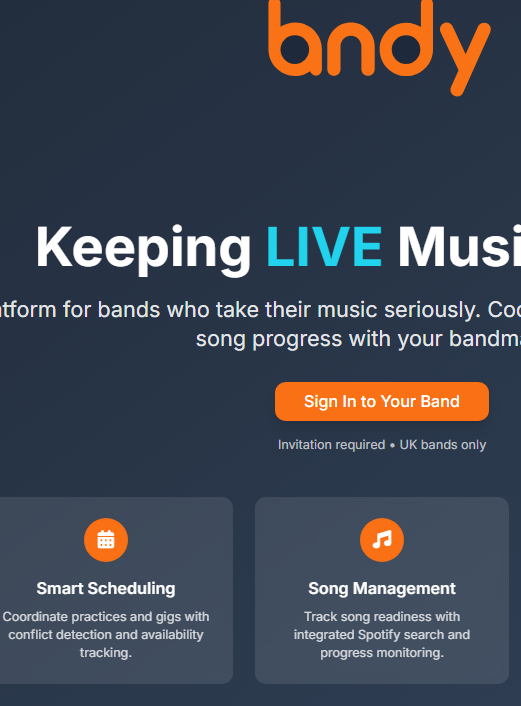 bndy
Keeping LIVE Musi
atform for bands who take their music seriously. Coo
song progress with your bandma
Sign In to Your Band
Invitation required • UK bands only
Smart Scheduling
Coordinate practices and gigs with
conflict detection and availability
tracking.
Song Management
Track song readiness with
integrated Spotify search and
progress monitoring.